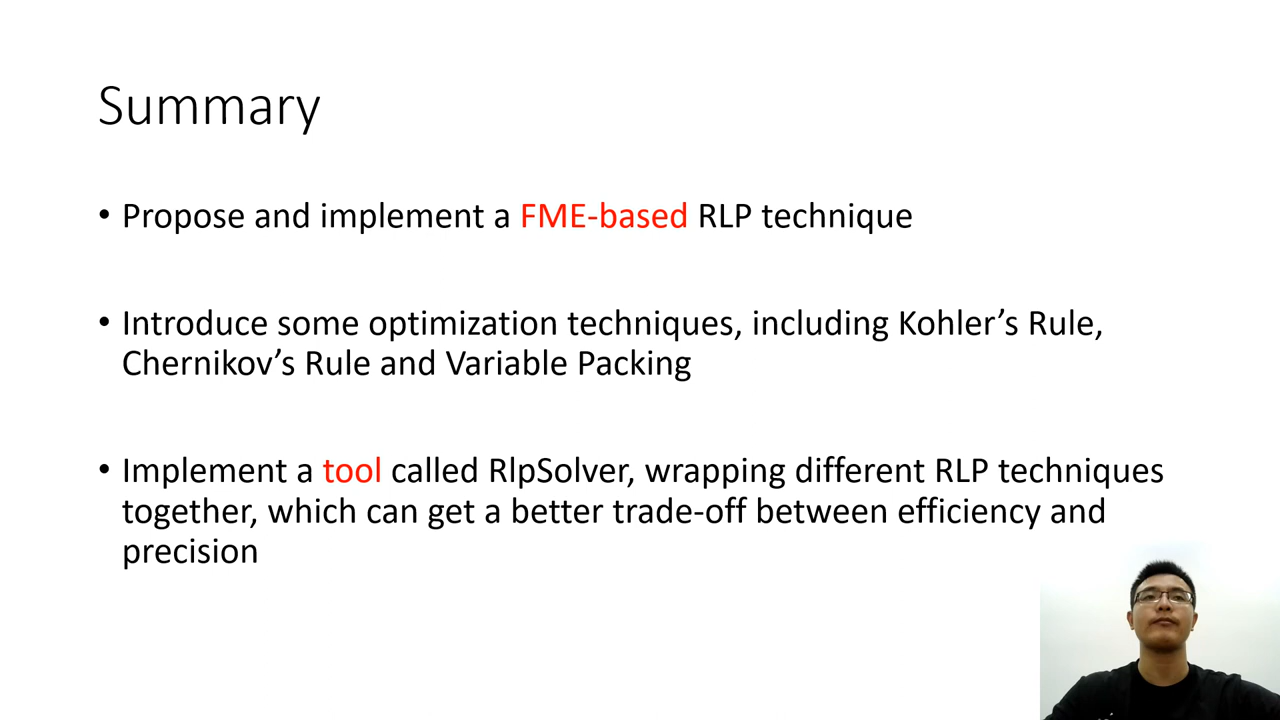 Summary
• Propose and implement a FME-based RLP technique
• Introduce some optimization techniques, including Kohler’s Rule,
Chernikov’s Rule and Variable Packing
• Implement a tool called RlpSolver, wrapping different RLP techniques
together, which can get a better trade-off between efficiency and
precision